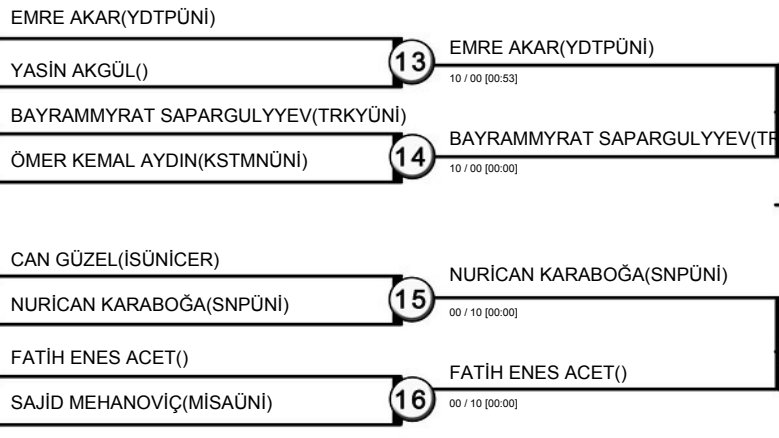 EMRE AKAR(YDTPÜNİ)
YASİN AKGÜL()
13
EMRE AKAR(YDTPÜNİ)
10 / 00 [00:53]
BAYRAMMYRAT SAPARGULYYEV(TRKYÜNİ)
ÖMER KEMAL AYDIN(KSTMNÜNİ)
14
BAYRAMMYRAT SAPARGULYYEV(TR
10 / 00 [00:00]
CAN GÜZEL(İSÜNİCER)
NURİCAN KARABOĞA(SNPÜNİ)
15
NURİCAN KARABOĞA(SNPÜNİ)
00 / 10 [00:00]
FATİH ENES ACET()
SAJİD MEHANOVİÇ(MİSAÜNİ)
16
FATİH ENES ACET()
00 / 10 [00:00]